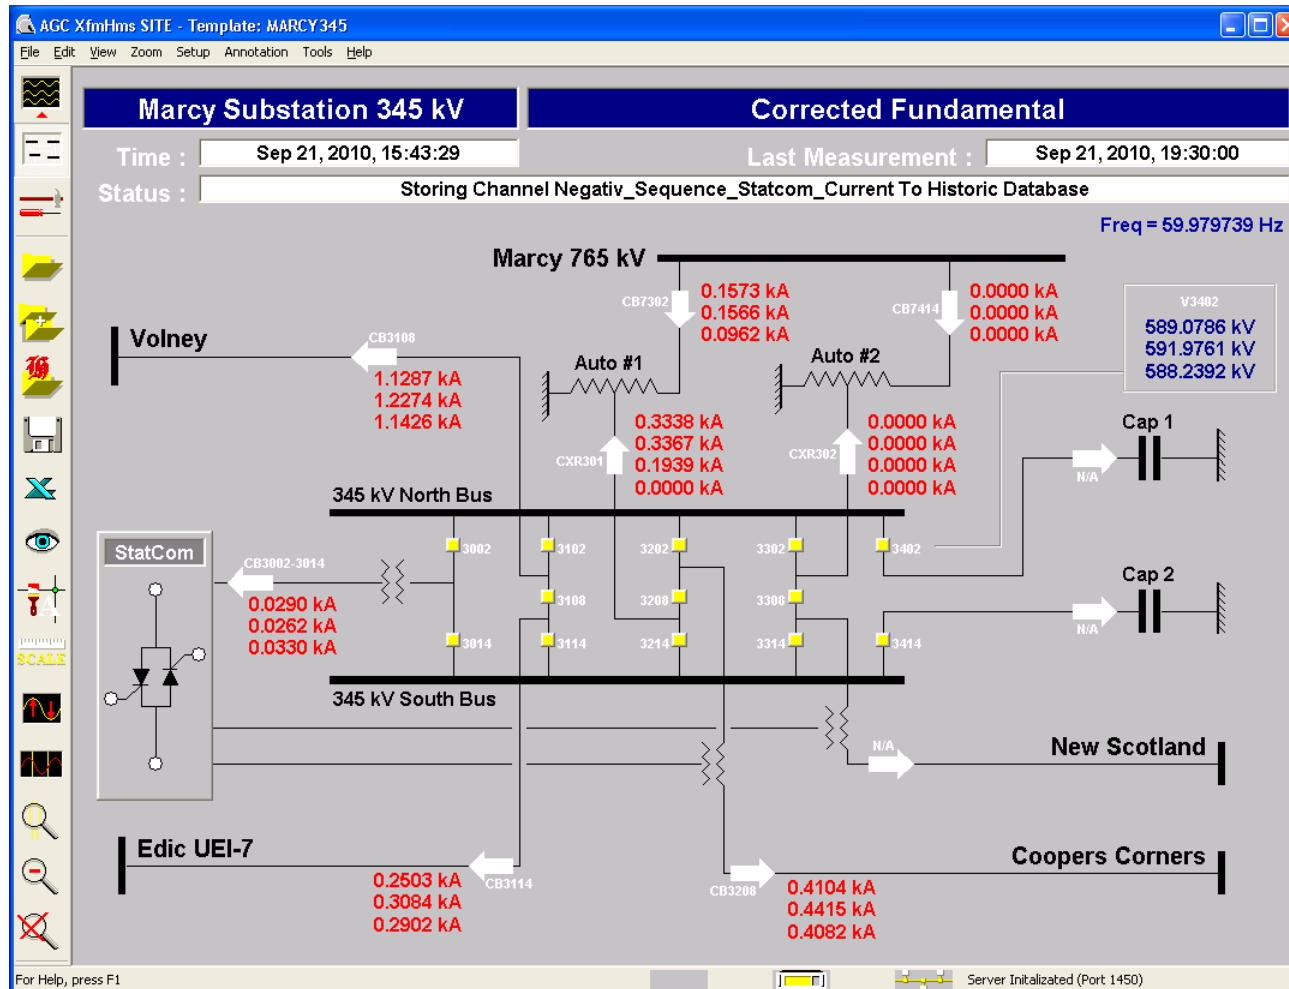 AGC XfmHms SITE - Template: MARCY345
File Edit View Zoom Setup Annotation Tools Help
Marcy Substation 345 kV
Corrected Fundamental
Time : Sep 21, 2010, 15:43:29
Last Measurement : Sep 21, 2010, 19:30:00
Status : Storing Channel Negativ_Sequence_Statcom_Current To Historic Database
Freq = 59.979739 Hz
Marcy 765 kV
CB7302
0.1573 kA
0.1566 kA
0.0962 kA
CB7414
0.0000 kA
0.0000 kA
0.0000 kA
V3402
589.0786 kV
591.9761 kV
588.2392 kV
Volney
CB3108
1.1287 kA
1.2274 kA
1.1426 kA
Auto #1
CXR301
0.3338 kA
0.3367 kA
0.1939 kA
0.0000 kA
Auto #2
CXR302
0.0000 kA
0.0000 kA
0.0000 kA
0.0000 kA
Cap 1
N/A
345 kV North Bus
StatCom
CB3002-3014
0.0290 kA
0.0262 kA
0.0330 kA
3002
3102
3202
3302
3402
3108
3208
3308
3014
3114
3214
3314
3414
Cap 2
N/A
345 kV South Bus
SCALE
N/A
New Scotland
Edic UEI-7
CB3114
0.2503 kA
0.3084 kA
0.2902 kA
CB3208
0.4104 kA
0.4415 kA
0.4082 kA
Coopers Corners
For Help, press F1
Server Initalizated (Port 1450)